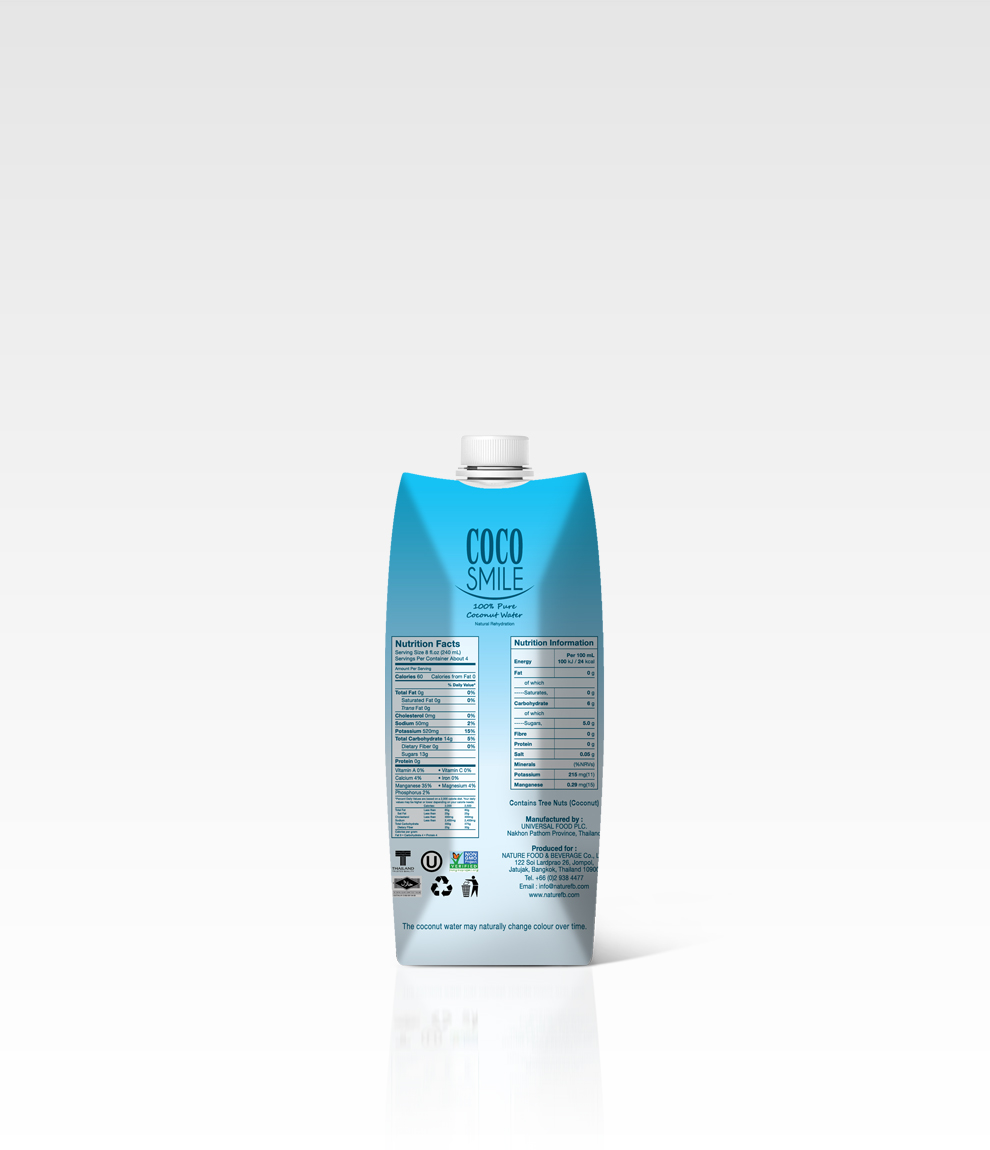 COCO
SMILE
100% Pure
Coconut Water
Natural Rehydration
Nutrition Facts
Serving Size 8 fl.oz (240 mL)
Servings Per Container About 4
Amount Per Serving
Calories 60 Calories from Fat 0
% Daily Value*
Total Fat 0g 0%
Saturated Fat 0g 0%
Trans Fat 0g
Cholesterol 0mg 0%
Sodium 50mg 2%
Potassium 520mg 15%
Total Carbohydrate 14g 5%
Dietary Fiber 0g 0%
Sugars 13g
Protein 0g
Vitamin A 0% • Vitamin C 0%
Calcium 4% • Iron 0%
Manganese 35% • Magnesium 4%
Phosphorus 2%
THAILAND
U
NON
GMO
VERIFIED
Nutrition Information
Per 100 mL
Energy 100 kJ / 24 kcal
Fat 0 g
of which
Saturates, 0 g
Carbohydrate 6 g
of which
Sugars, 5.0 g
Fibre 0 g
Protein 0 g
Salt 0.05 g
Minerals (%NRVs)
Potassium 215 mg(11)
Manganese 0.29 mg(15)
Contains Tree Nuts (Coconut)
Manufactured by :
UNIVERSAL FOOD PLC.
Nakhon Pathom Province, Thailand
Produced for :
NATURE FOOD & BEVERAGE Co., L
122 Soi Lardprao 26, Jompol,
Jatujak, Bangkok, Thailand 10900
Tel. +66 (0)2 938 4477
Email : info@naturefb.com
www.naturefb.com
The coconut water may naturally change colour over time.